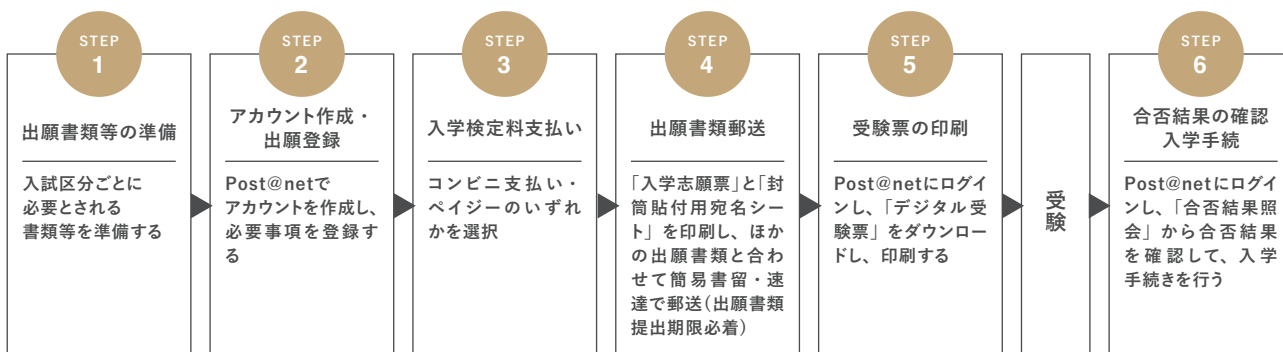 STEP
1
出願書類等の準備
入試区分ごとに
必要とされる
書類等を準備する
STEP
2
アカウント作成・
出願登録
Post@netで
アカウントを作成し、
必要事項を登録す
る
STEP
3
入学検定料支払い
コンビニ支払い・
ペイジーのいずれ
かを選択
STEP
4
出願書類郵送
「入学志願票」と「封
筒貼付用宛名シー
ト」を印刷し、ほか
の出願書類と合わ
せて簡易書留・速
達で郵送(出願書類
提出期限必着)
STEP
5
受験票の印刷
Post@netにログイ
ンし、「デジタル受
験票」をダウンロー
ドし、印刷する
受験
STEP
6
合否結果の確認
入学手続
Post@netにログイ
ンし、「合否結果照
会」から合否結果
を確認して、入学
手続きを行う